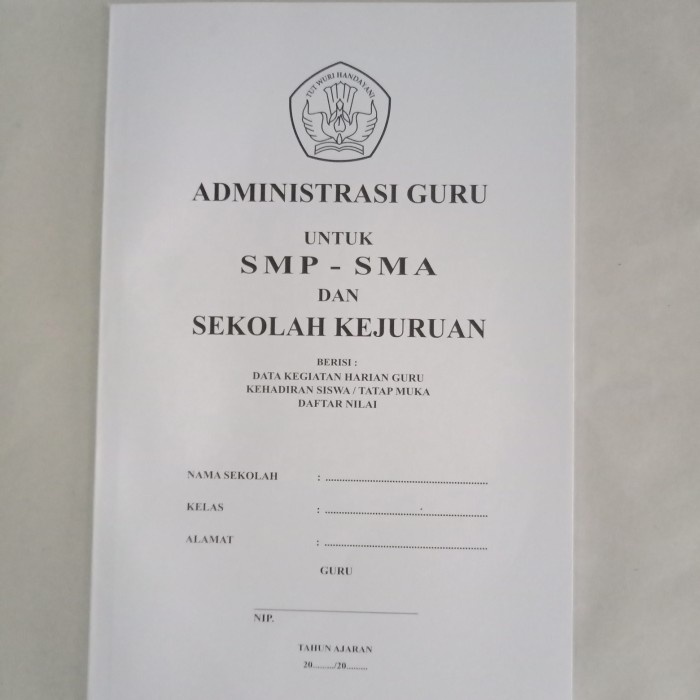 TUT WURI HANDAYANI
ADMINISTRASI GURU
UNTUK
SMP - SMA
DAN
SEKOLAH KEJURUAN
BERISI :
DATA KEGIATAN HARIAN GURU
KEHADIRAN SISWA / TATAP MUKA
DAFTAR NILAI
NAMA SEKOLAH : ................................................
KELAS : ................................................
ALAMAT : ................................................
GURU
NIP.
TAHUN AJARAN
20........./20.........